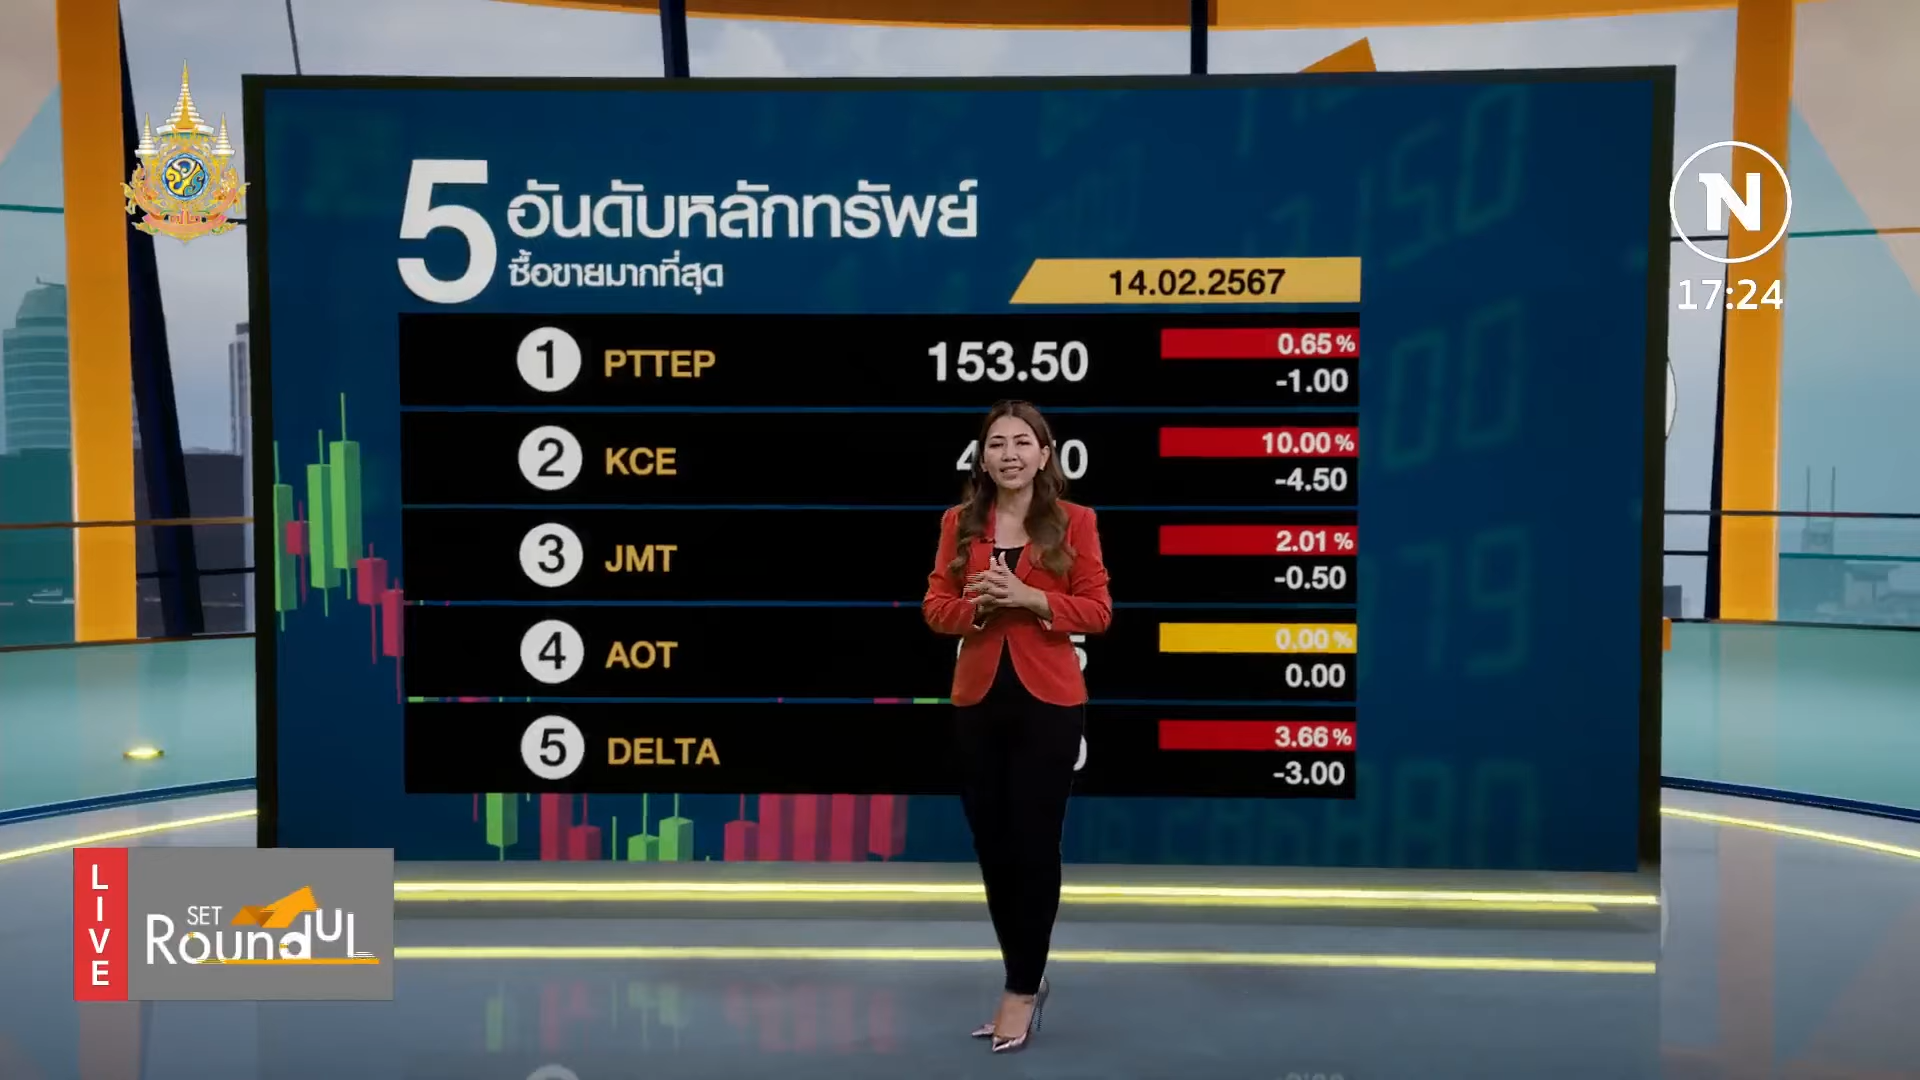 5 อันดับหลักทรัพย์
ซื้อขายมากที่สุด
14.02.2567
N
17:24
1 PTTEP 153.50 0.65%
-1.00
2 KCE 10.00%
-4.50
3 JMT 2.01%
-0.50
4 AOT 0.00%
0.00
5 DELTA 3.66%
-3.00
LIVE
SET